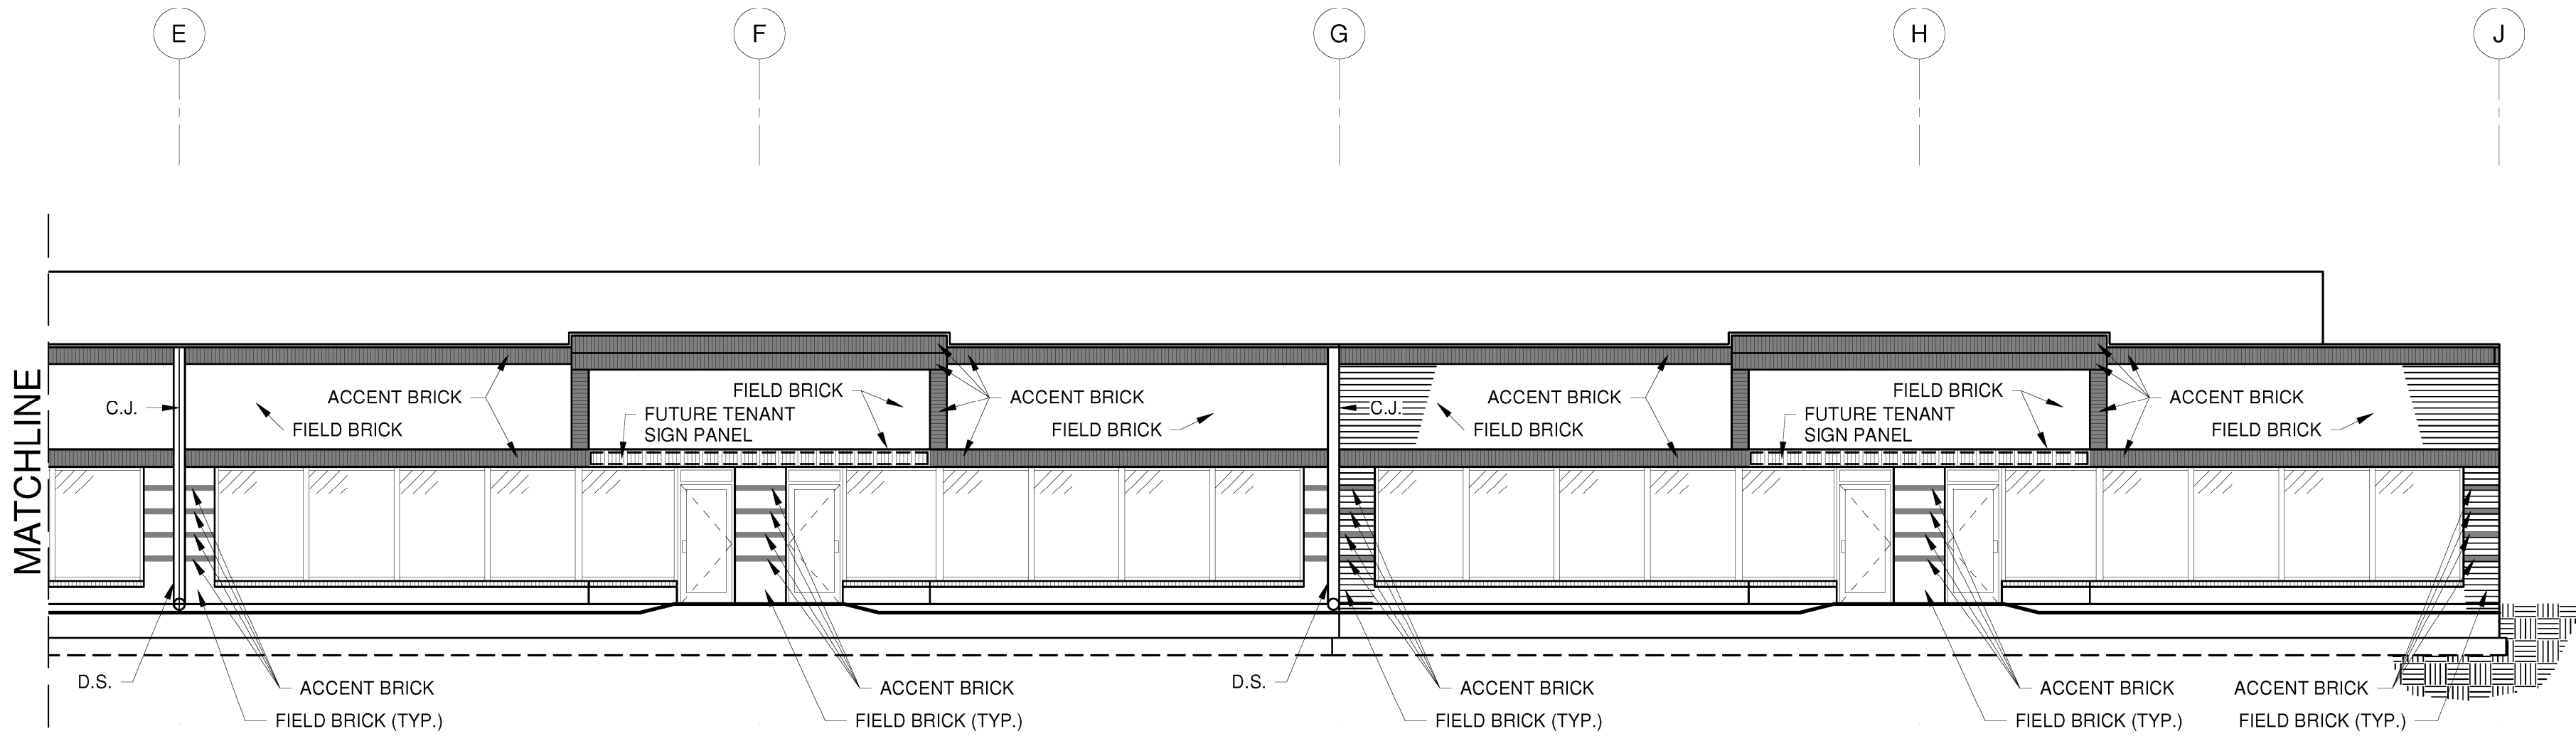 E
F
G
H
J
MATCHLINE
C.J.
FIELD BRICK
ACCENT BRICK
FUTURE TENANT
SIGN PANEL
FIELD BRICK
ACCENT BRICK
FIELD BRICK
C.J.
FIELD BRICK
ACCENT BRICK
FUTURE TENANT
SIGN PANEL
FIELD BRICK
ACCENT BRICK
FIELD BRICK
D.S.
ACCENT BRICK
FIELD BRICK (TYP.)
ACCENT BRICK
FIELD BRICK (TYP.)
D.S.
ACCENT BRICK
FIELD BRICK (TYP.)
ACCENT BRICK
FIELD BRICK (TYP.)
ACCENT BRICK
FIELD BRICK (TYP.)